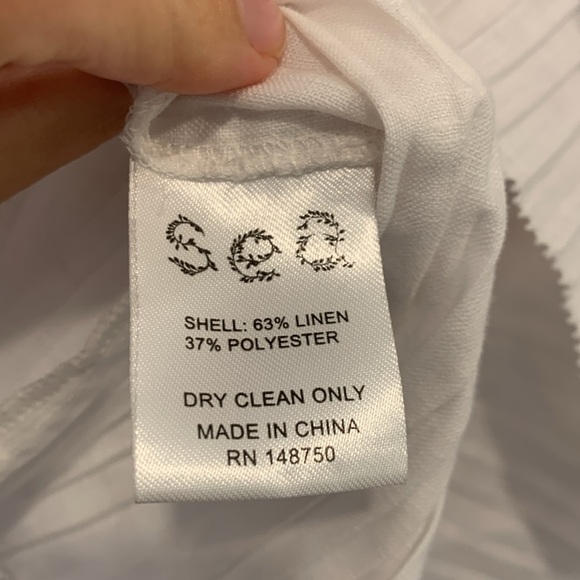 Sea
SHELL: 63% LINEN
37% POLYESTER
DRY CLEAN ONLY
MADE IN CHINA
RN 148750